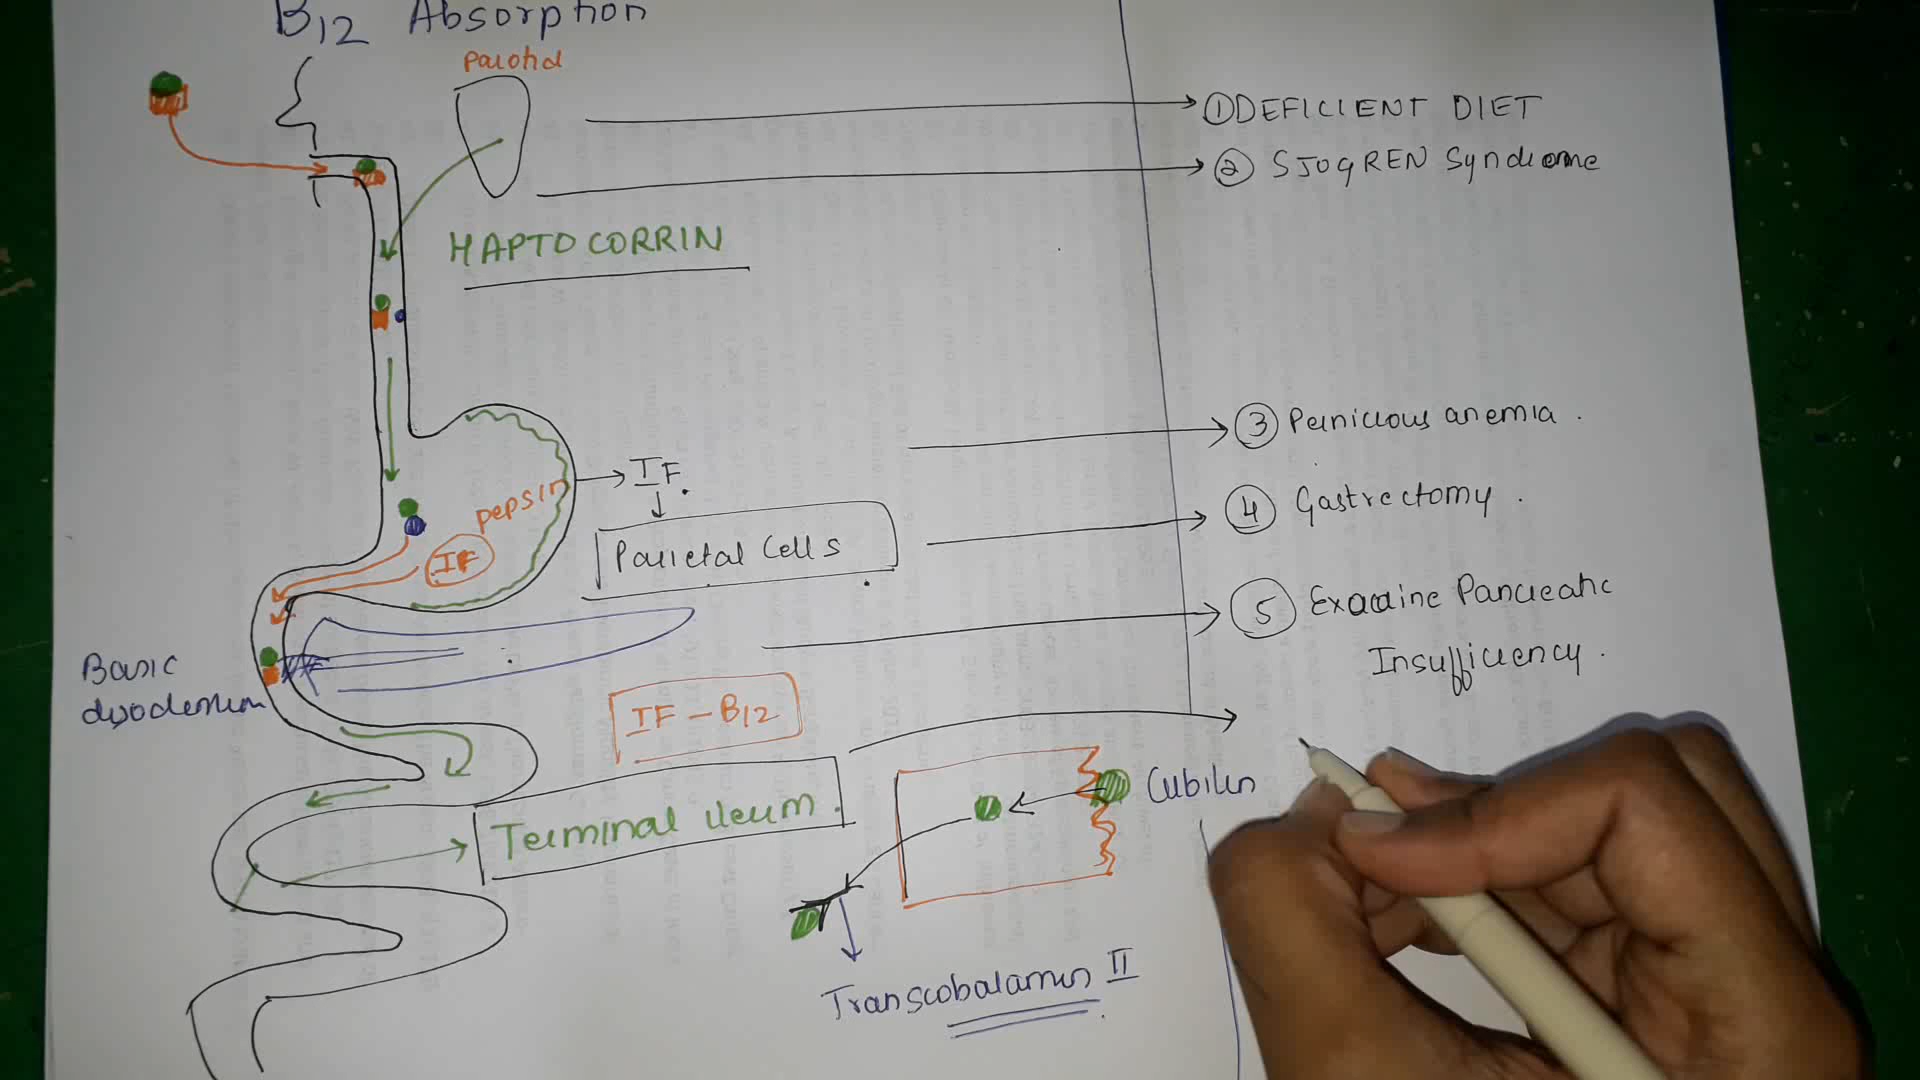 B12 Absorption
Parotid
① DEFICIENT DIET
② SJOGREN Syndrome
HAPTOCORRIN
③ Pernicious anemia.
IF.
pepsin
④ Gastrectomy.
IF
Parietal Cells
⑤ Exocrine Pancreatic
Insufficiency.
Basic
duodenum
IF-B12
Cubilin
Terminal ileum.
Transcobalamin II